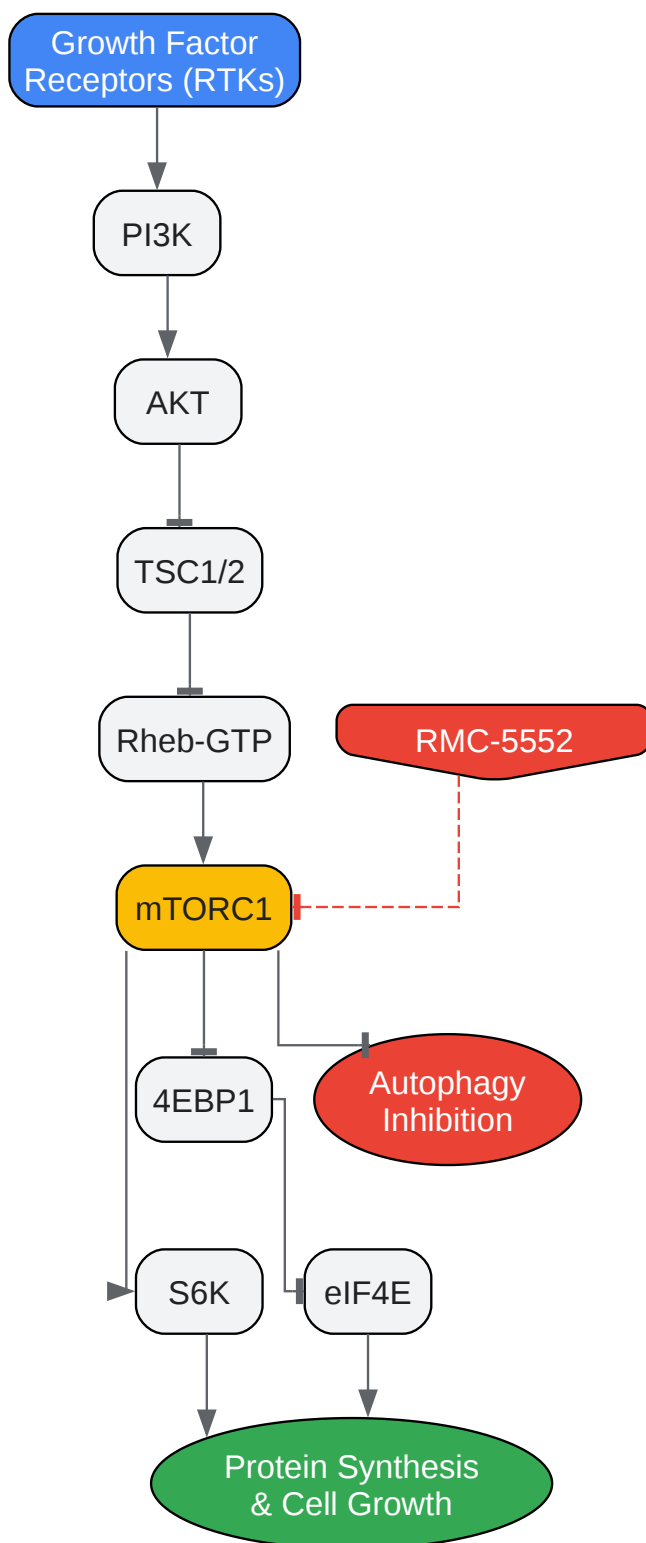 Growth Factor
Receptors (RTKs)
PI3K
AKT
TSC1/2
Rheb-GTP
RMC-5552
mTORC1
4EBP1
Autophagy
Inhibition
S6K
eIF4E
Protein Synthesis
& Cell Growth